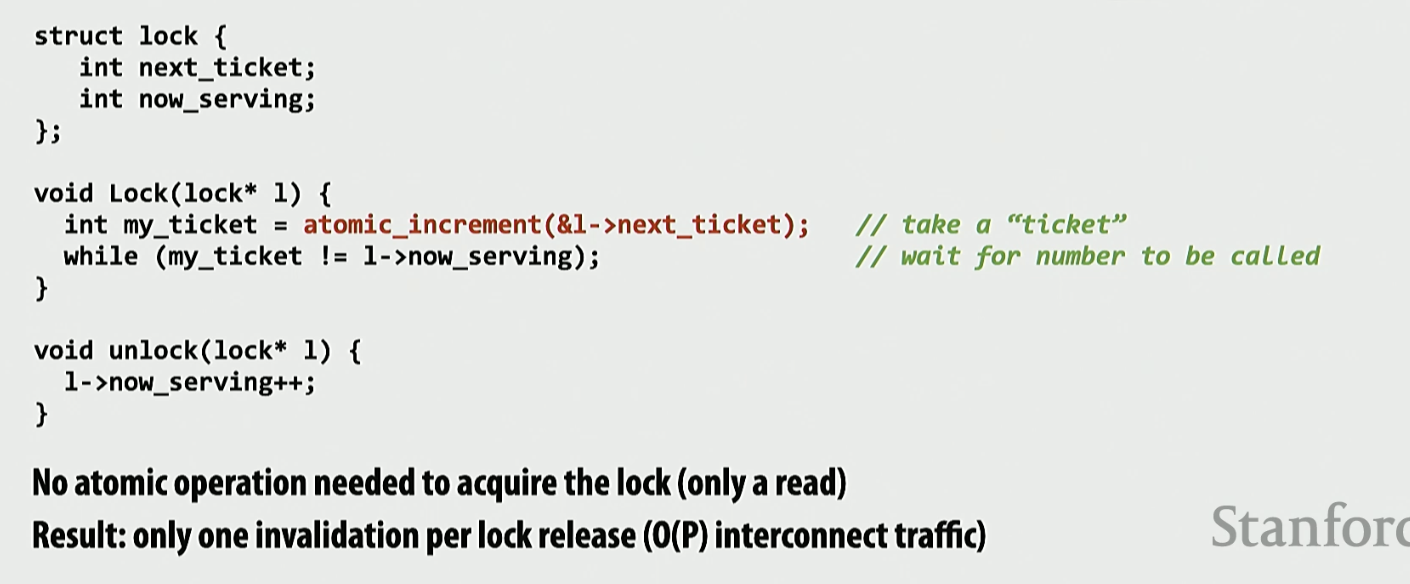 struct lock {
int next_ticket;
int now_serving;
};
void Lock(lock* l) {
int my_ticket = atomic_increment(&l->next_ticket); // take a “ticket”
while (my_ticket != l->now_serving); // wait for number to be called
}
void unlock(lock* l) {
l->now_serving++;
}
No atomic operation needed to acquire the lock (only a read)
Result: only one invalidation per lock release (O(P) interconnect traffic)
Stanford